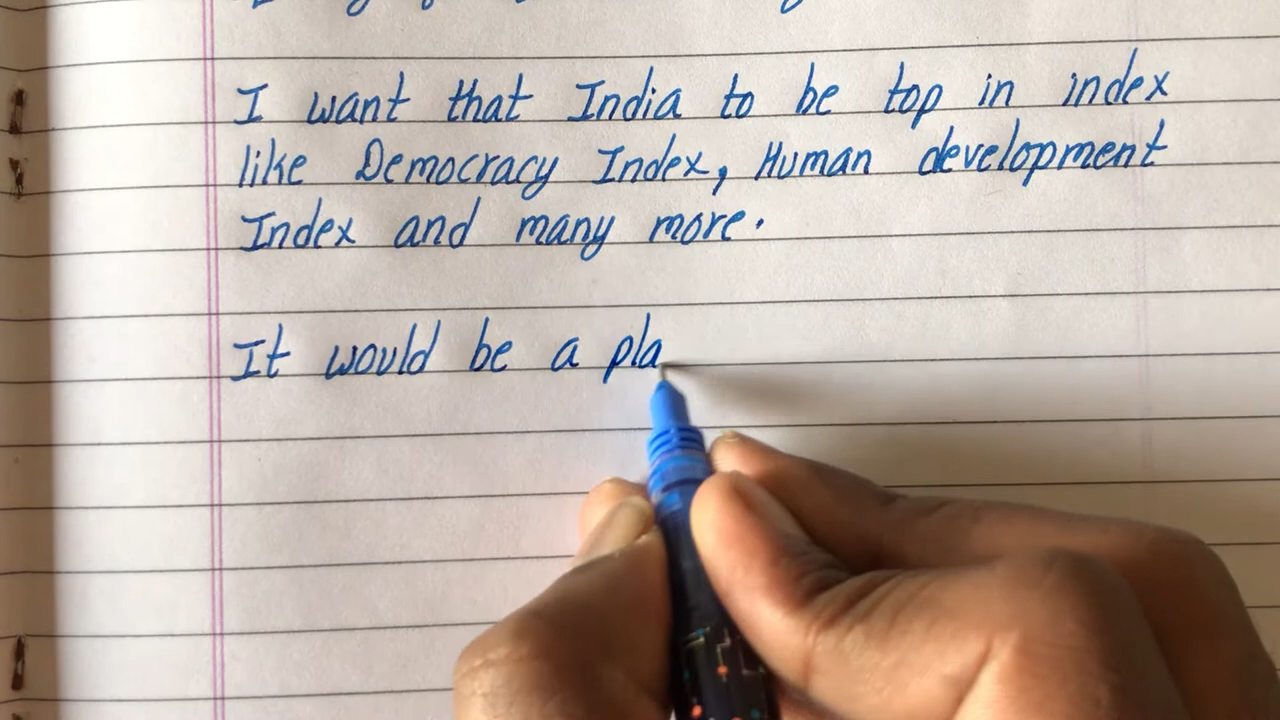 I want that India to be top in index
like Democracy Index, Human development
Index and many more.
It would be a pla